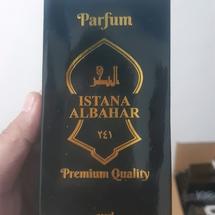 Parfum
ISTANA
ALBAHAR
٢٤١
Premium Quality